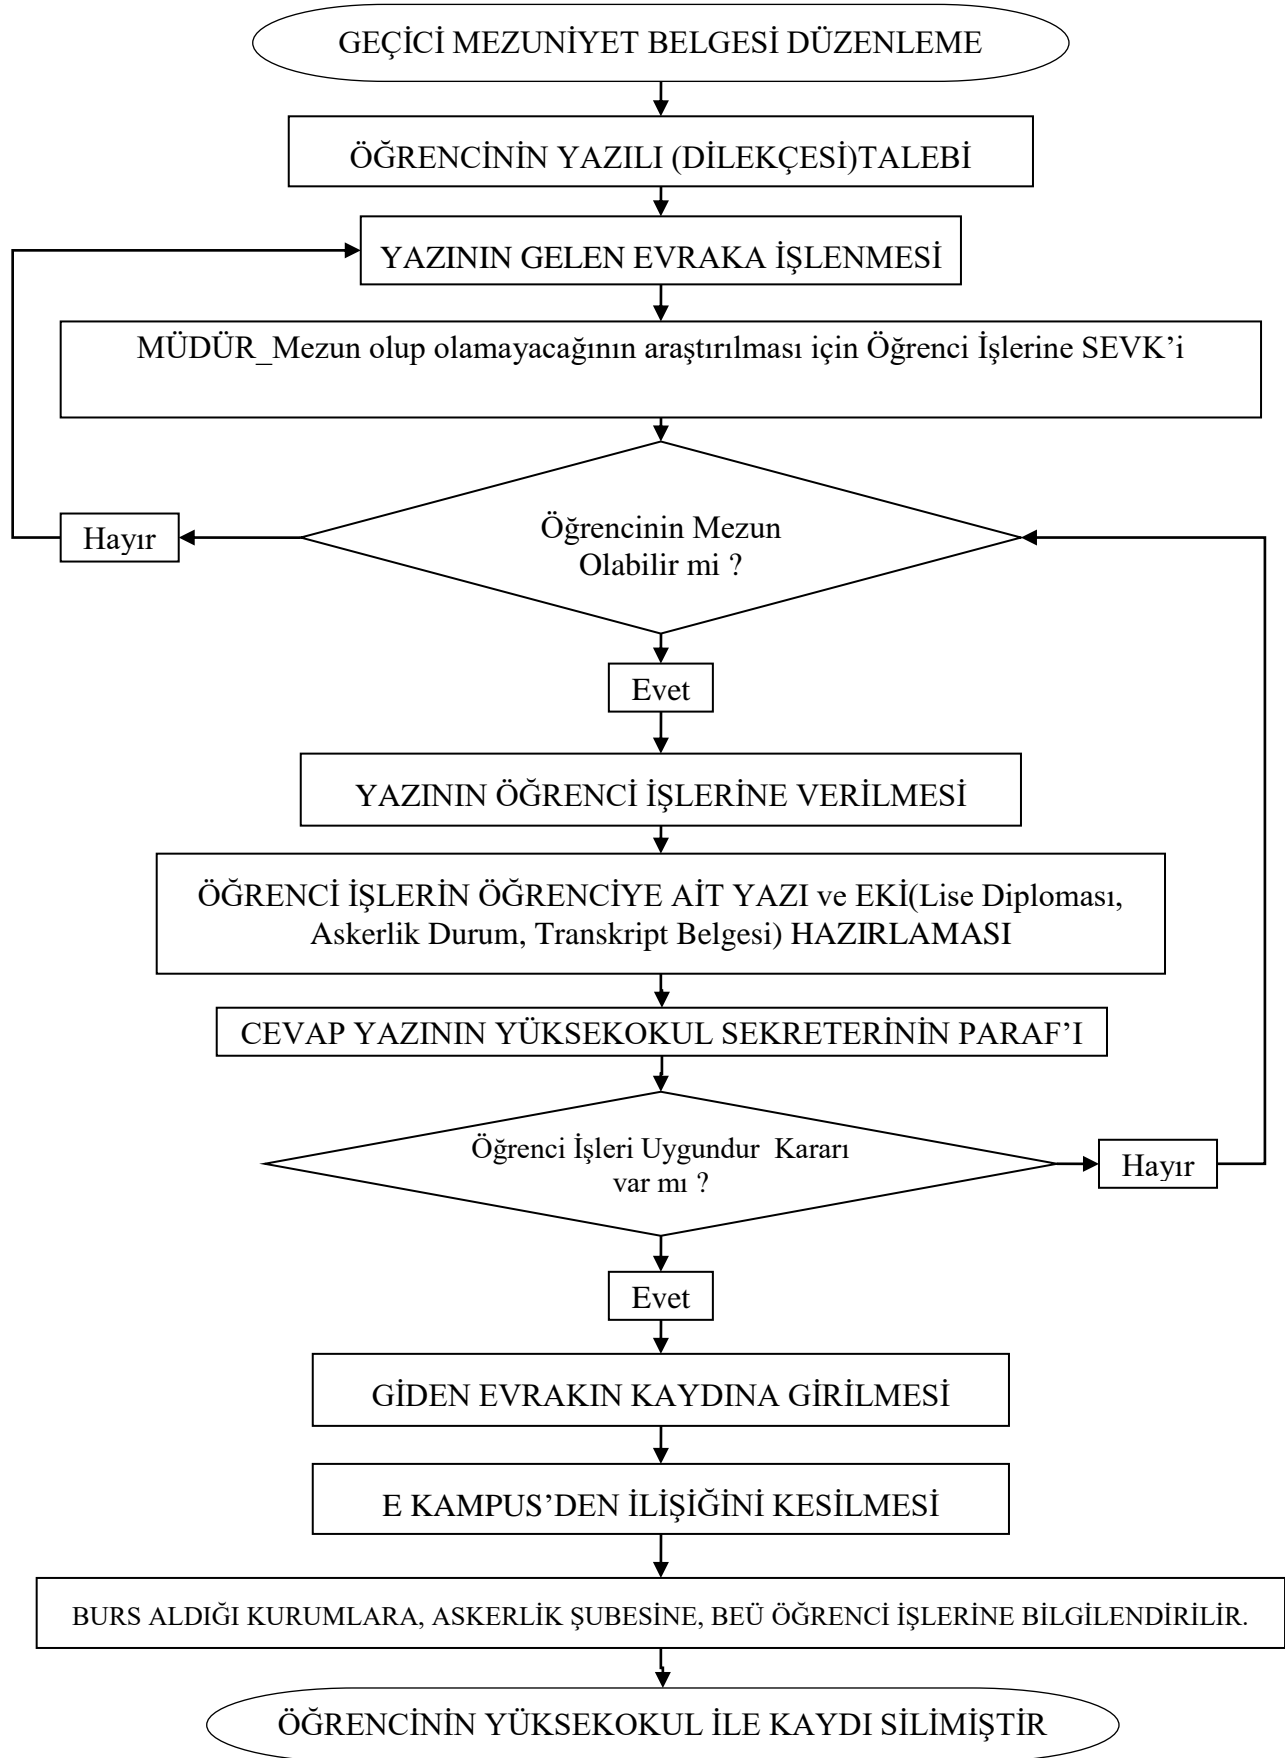 GEÇİCİ MEZUNİYET BELGESİ DÜZENLEME
ÖĞRENCİNİN YAZILI (DİLEKÇESİ)TALEBİ
YAZININ GELEN EVRAKA İŞLENMESİ
MÜDÜR_Mezun olup olamayacağının araştırılması için Öğrenci İşlerine SEVK’i
Öğrencinin Mezun
Olabilir mi ?
Hayır
Evet
YAZININ ÖĞRENCİ İŞLERİNE VERİLMESİ
ÖĞRENCİ İŞLERİN ÖĞRENCİYE AİT YAZI ve EKİ(Lise Diploması,
Askerlik Durum, Transkript Belgesi) HAZIRLAMASI
CEVAP YAZININ YÜKSEKOKUL SEKRETERİNİN PARAF’I
Öğrenci İşleri Uygundur  Kararı
var mı ?
Hayır
Evet
GİDEN EVRAKIN KAYDINA GİRİLMESİ
E KAMPUS’DEN İLİŞİĞİNİ KESİLMESİ
BURS ALDIĞI KURUMLARA, ASKERLİK ŞUBESİNE, BEÜ ÖĞRENCİ İŞLERİNE BİLGİLENDİRİLİR.
ÖĞRENCİNİN YÜKSEKOKUL İLE KAYDI SİLİMİŞTİR